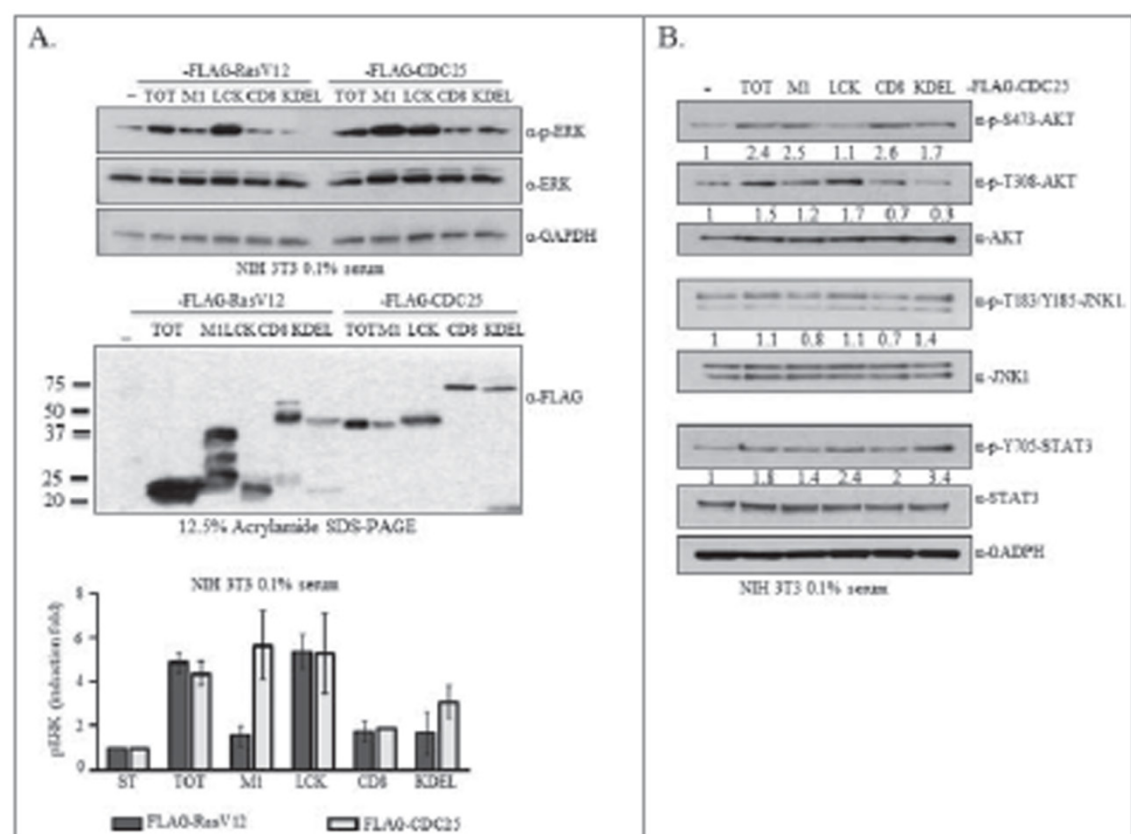 A.
-FLAG-RasV12 -FLAG-CDC25
– TOT M1 LCK CD8 KDEL TOT M1 LCK CD8 KDEL
α-p-ERK
α-ERK
α-GAPDH
NIH 3T3 0.1% serum
-FLAG-RasV12 -FLAG-CDC25
– TOT M1 LCK CD8 KDEL TOT M1 LCK CD8 KDEL
75
50
37
25
20
α-FLAG
12.5% Acrylamide SDS-PAGE
NIH 3T3 0.1% serum
pERK (induction fold)
8
6
4
2
0
ST TOT M1 LCK CD8 KDEL
FLAG-RasV12 FLAG-CDC25
B.
- TOT M1 LCK CD8 KDEL -FLAG-CDC25
α-p-S473-AKT
1 2.4 2.5 1.1 2.6 1.7
α-p-T308-AKT
1 1.5 1.2 1.7 0.7 0.3
α-AKT
α-p-T183/Y185-JNK1
1 1.1 0.8 1.1 0.7 1.4
α-JNK1
α-p-Y705-STAT3
1 1.8 1.4 2.4 2 3.4
α-STAT3
α-GADPH
NIH 3T3 0.1% serum